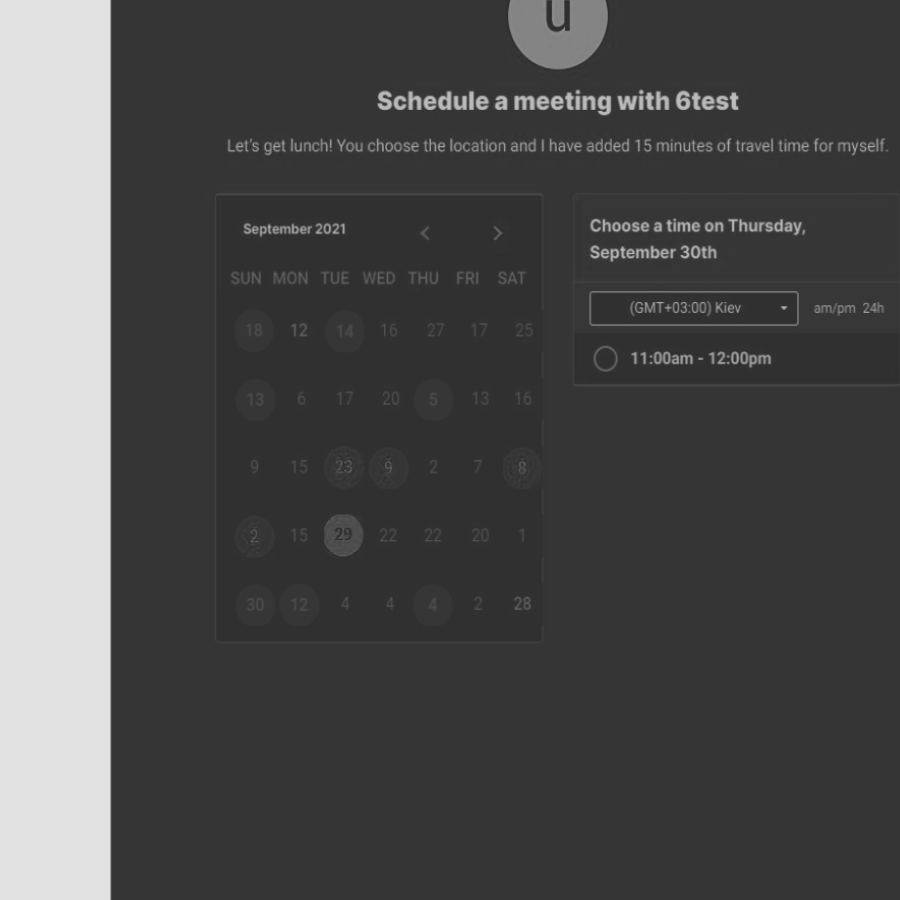 u
Schedule a meeting with 6test
Let's get lunch! You choose the location and I have added 15 minutes of travel time for myself.
September 2021
SUN MON TUE WED THU FRI SAT
18 12 14 16 27 17 25
13 6 17 20 5 13 16
9 15 23 9 2 7 8
2 15 29 22 22 20 1
30 12 4 4 4 2 28
Choose a time on Thursday,
September 30th
(GMT+03:00) Kiev am/pm 24h
11:00am - 12:00pm